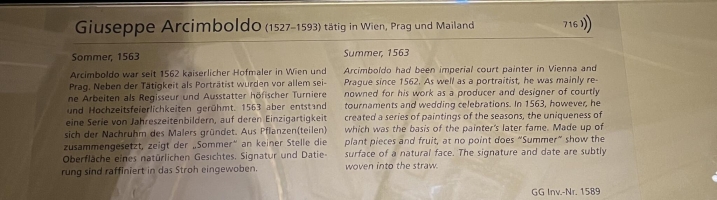 Giuseppe Arcimboldo (1527–1593) tätig in Wien, Prag und Mailand
716
Sommer, 1563
Arcimboldo war seit 1562 kaiserlicher Hofmaler in Wien und
Prag. Neben der Tätigkeit als Porträtist wurden vor allem sei-
ne Arbeiten als Regisseur und Ausstatter höfischer Turniere
und Hochzeitsfeierlichkeiten gerühmt. 1563 aber entstand
eine Serie von Jahreszeitenbildern, auf deren Einzigartigkeit
sich der Nachruhm des Malers gründet. Aus Pflanzen(teilen)
zusammengesetzt, zeigt der „Sommer“ an keiner Stelle die
Oberfläche eines natürlichen Gesichtes. Signatur und Datie-
rung sind raffiniert in das Stroh eingewoben.
Summer, 1563
Arcimboldo had been imperial court painter in Vienna and
Prague since 1562. As well as a portraitist, he was mainly re-
nowned for his work as a producer and designer of courtly
tournaments and wedding celebrations. In 1563, however, he
created a series of paintings of the seasons, the uniqueness of
which was the basis of the painter's later fame. Made up of
plant pieces and fruit, at no point does “Summer” show the
surface of a natural face. The signature and date are subtly
woven into the straw.
GG Inv.-Nr. 1589